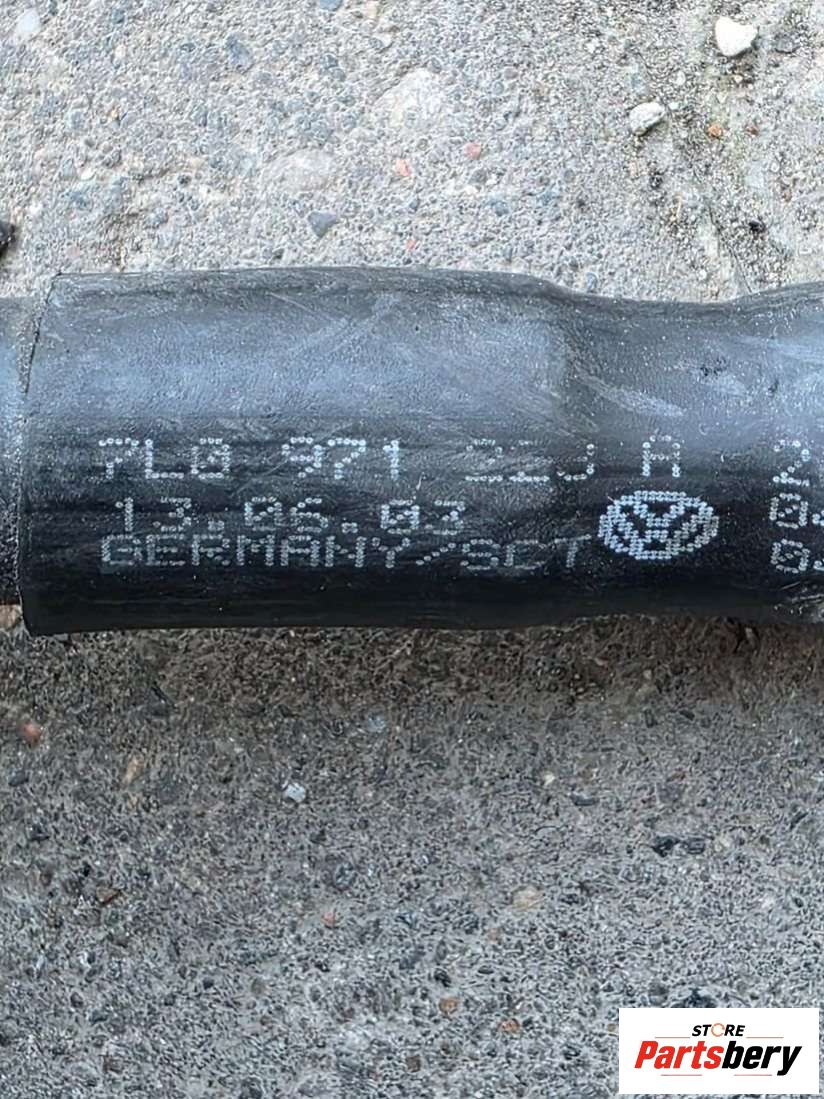 7L0 971 A
13.06.03
GERMANY/SCT
STORE
Partsbery